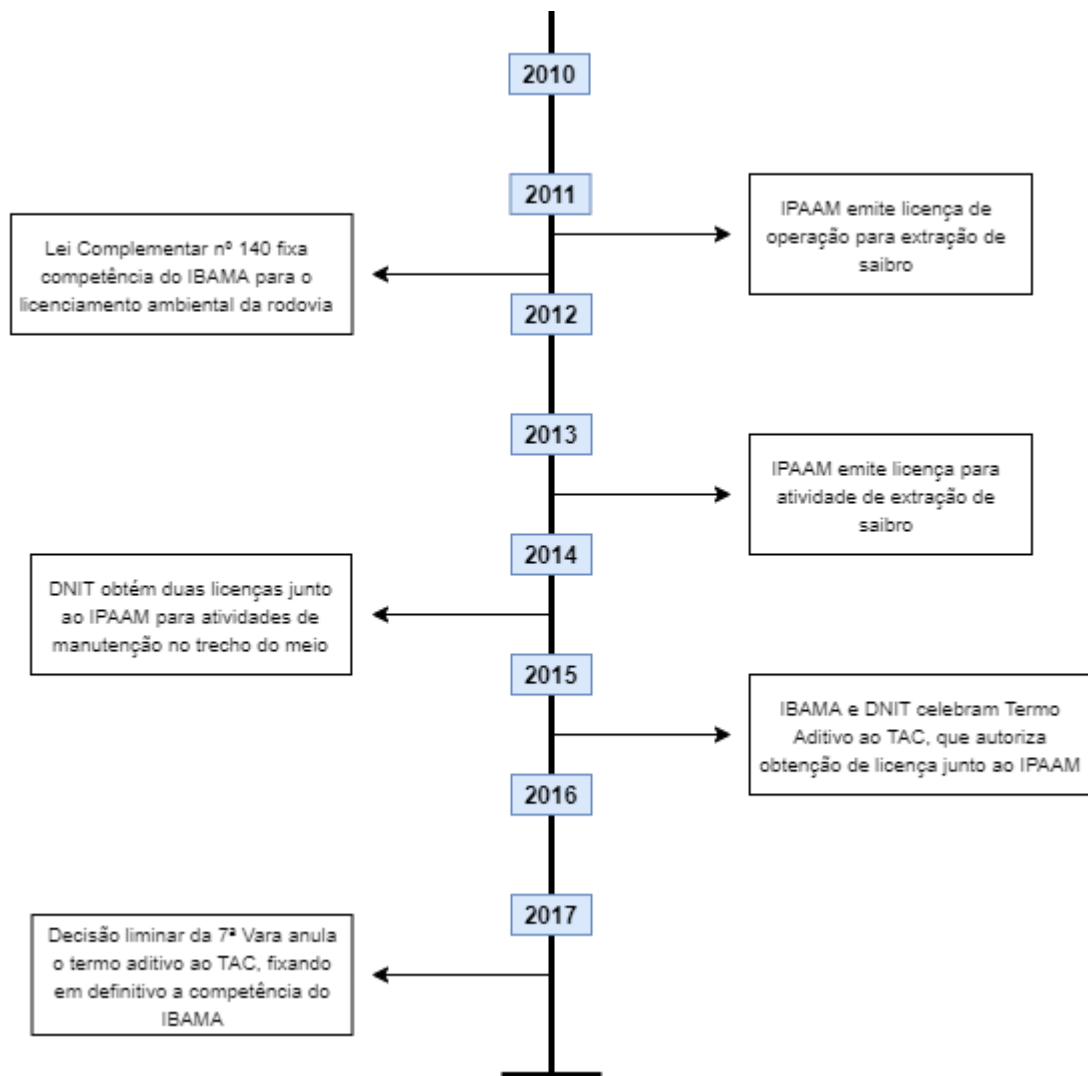 2010
2011
IPAAM emite licença de
operação para extração de
saibro
Lei Complementar nº 140 fixa
competência do IBAMA para o
licenciamento ambiental da rodovia
2012
2013
IPAAM emite licença para
atividade de extração de
saibro
2014
DNIT obtém duas licenças junto
ao IPAAM para atividades de
manutenção no trecho do meio
2015
IBAMA e DNIT celebram Termo
Aditivo ao TAC, que autoriza
obtenção de licença junto ao IPAAM
2016
2017
Decisão liminar da 7ª Vara anula
o termo aditivo ao TAC, fixando
em definitivo a competência do
IBAMA